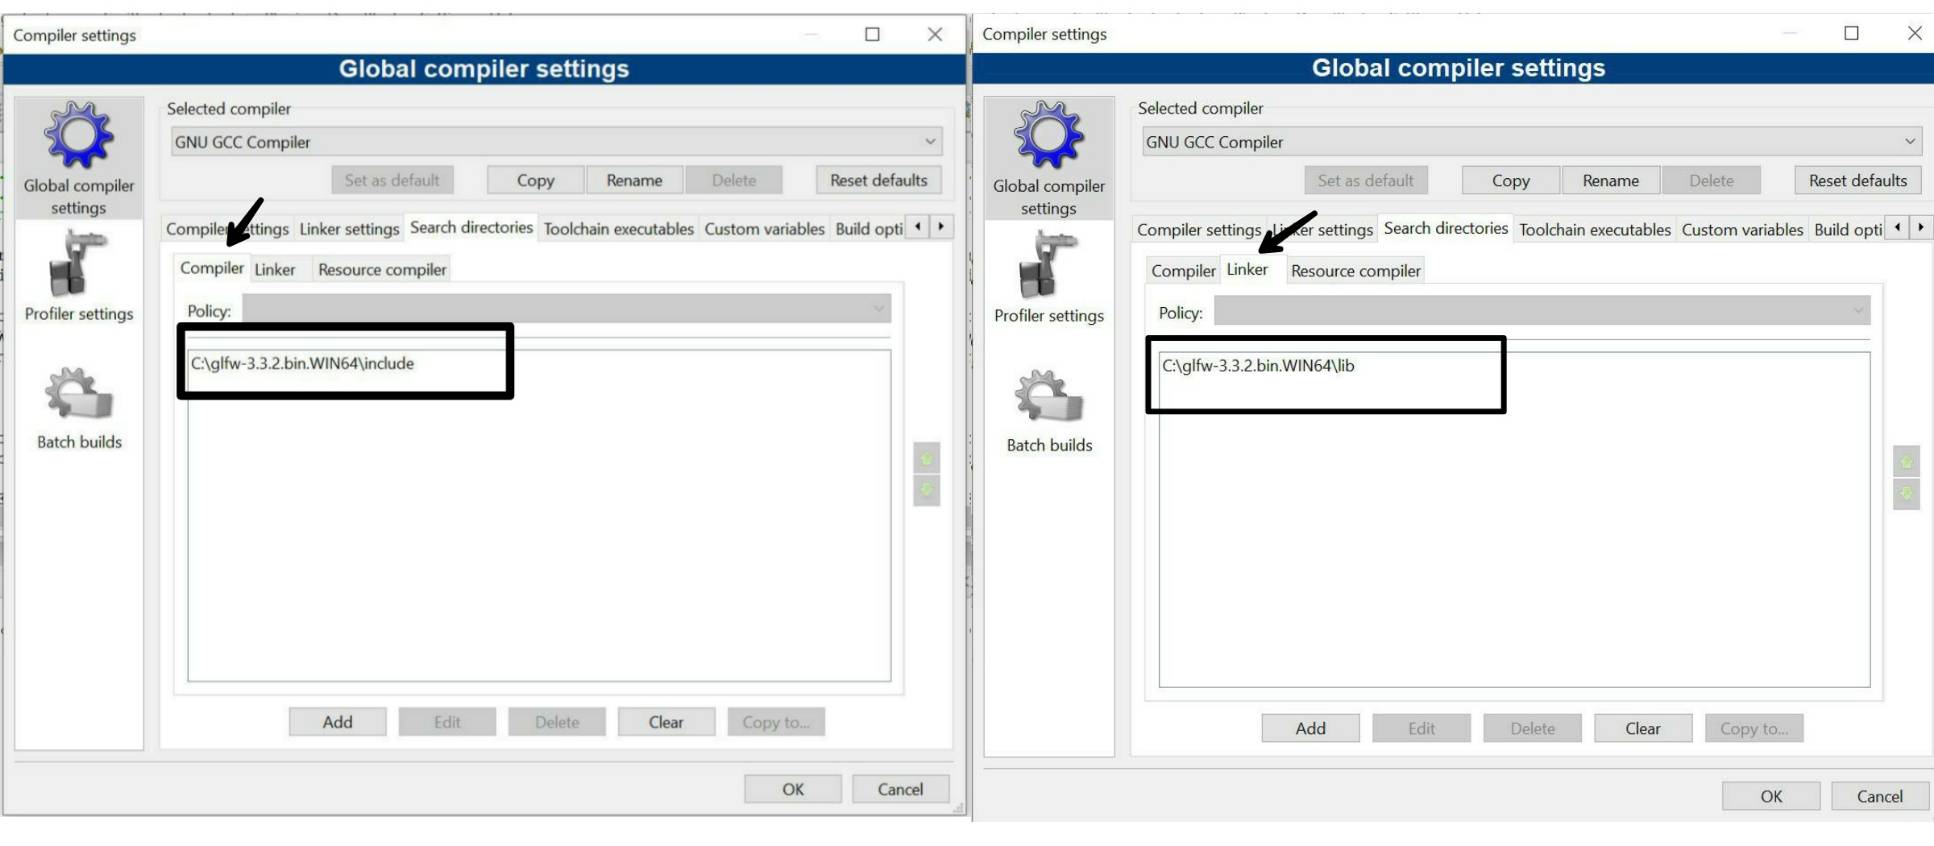 Compiler settings
Global compiler settings
Global compiler
settings
Profiler settings
Batch builds
Selected compiler
GNU GCC Compiler
Set as default Copy Rename Delete Reset defaults
Linker settings Search directories Toolchain executables Custom variables Build opti
Compiler Linker Resource compiler
Policy:
C:\glfw-3.3.2.bin.WIN64\include
Add Edit Delete Clear Copy to...
OK Cancel
Compiler settings
Global compiler settings
Global compiler
settings
Profiler settings
Batch builds
Selected compiler
GNU GCC Compiler
Set as default Copy Rename Delete Reset defaults
Compiler settings Linker settings Search directories Toolchain executables Custom variables Build opti
Compiler Linker Resource compiler
Policy:
C:\glfw-3.3.2.bin.WIN64\lib
Add Edit Delete Clear Copy to...
OK Cancel